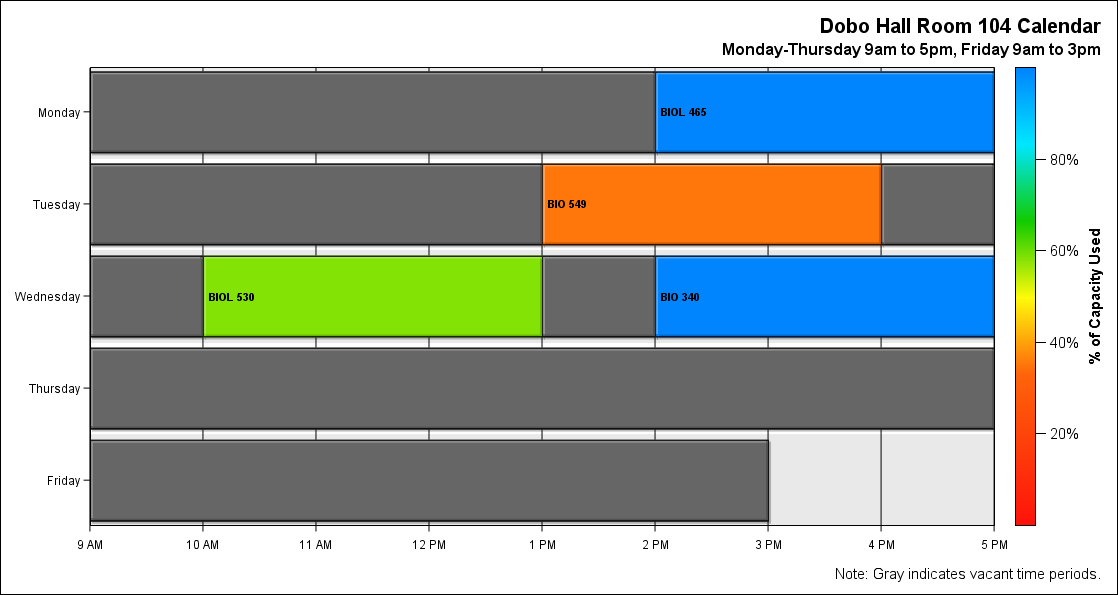 Dobo Hall Room 104 Calendar
Monday-Thursday 9am to 5pm, Friday 9am to 3pm
Monday
BIOL 465
Tuesday
BIO 549
Wednesday
BIOL 530
BIO 340
Thursday
Friday
9 AM
10 AM
11 AM
12 PM
1 PM
2 PM
3 PM
4 PM
5 PM
80%
60%
40%
20%
% of Capacity Used
Note: Gray indicates vacant time periods.